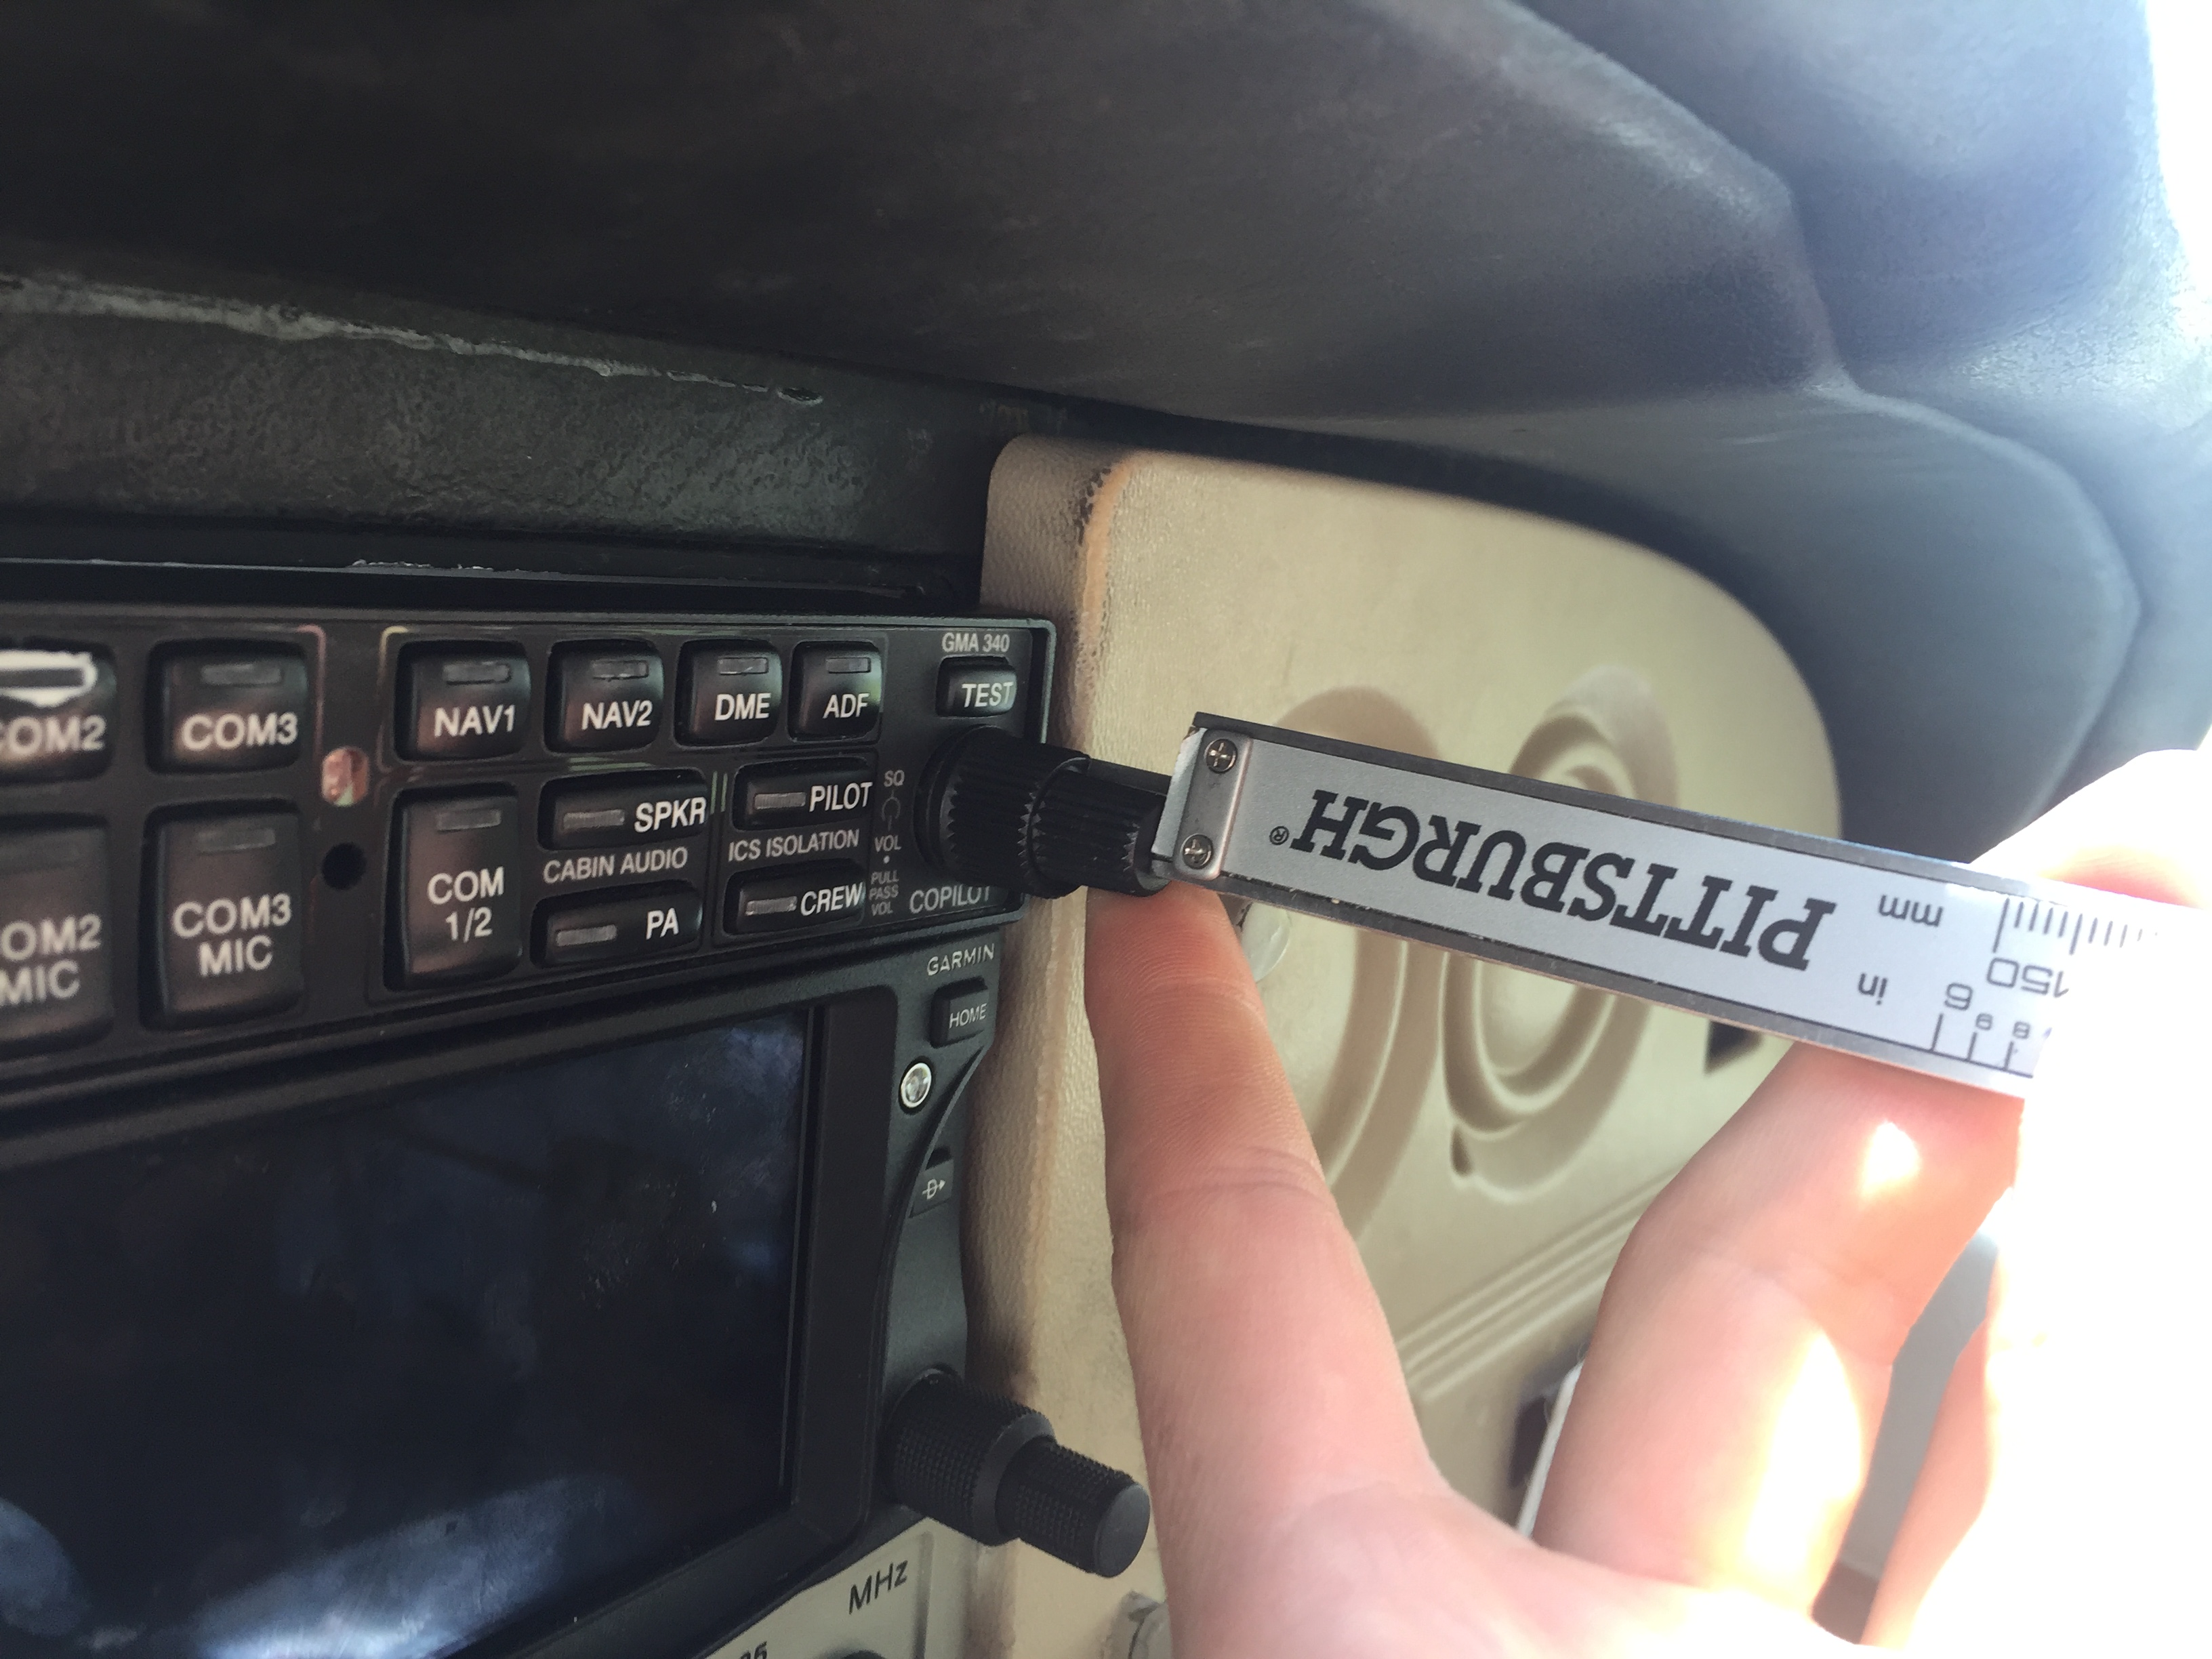 GMA 340
TEST
COM2
COM3
NAV1
NAV2
DME
ADF
COM2
MIC
COM3
MIC
COM
1/2
SPKR
CABIN AUDIO
PA
PILOT
ICS ISOLATION
CREW
SQ
VOL
PULL
PASS
VOL
COPILOT
GARMIN
HOME
MHz
PITTSBURGH®
mm
in
150
6
9
8